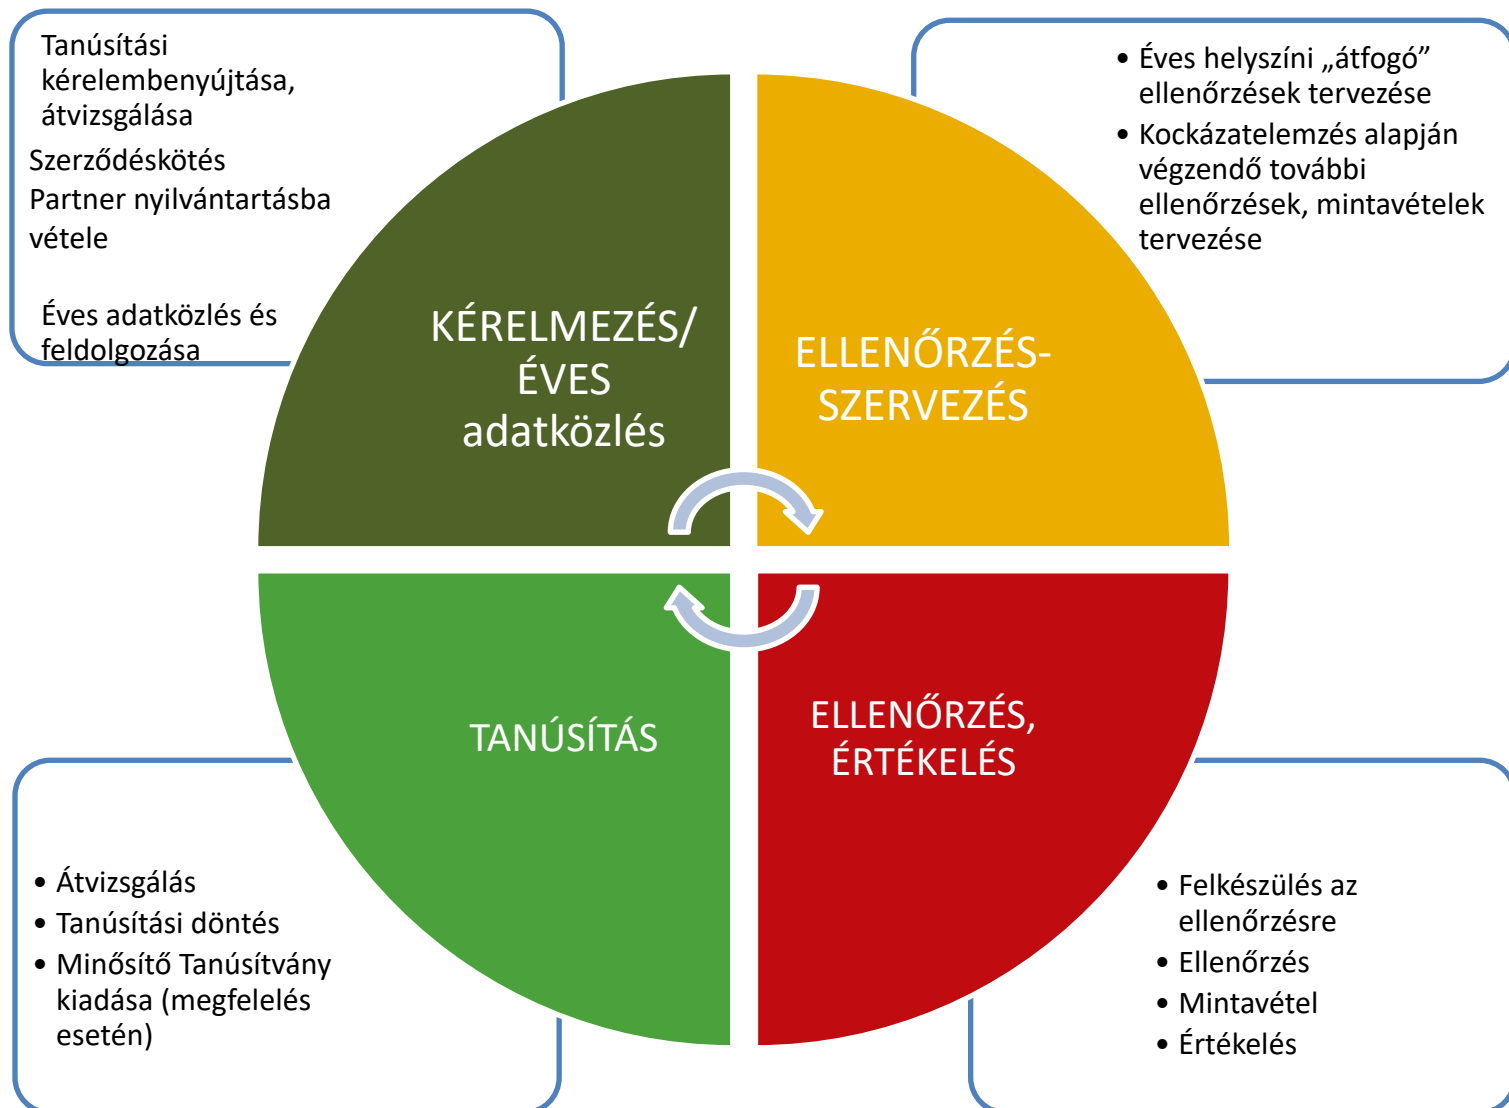 Tanúsítási
kérelembenyújtása,
átvizsgálása
Szerződéskötés
Partner nyilvántartásba
vétele
Éves adatközlés és
feldolgozása
• Éves helyszíni „átfogó”
ellenőrzések tervezése
• Kockázatelemzés alapján
végzendő további
ellenőrzések, mintavételek
tervezése
KÉRELMEZÉS/
ÉVES
adatközlés
ELLENŐRZÉS-
SZERVEZÉS
TANÚSÍTÁS
ELLENŐRZÉS,
ÉRTÉKELÉS
• Átvizsgálás
• Tanúsítási döntés
• Minősítő Tanúsítvány
kiadása (megfelelés
esetén)
• Felkészülés az
ellenőrzésre
• Ellenőrzés
• Mintavétel
• Értékelés